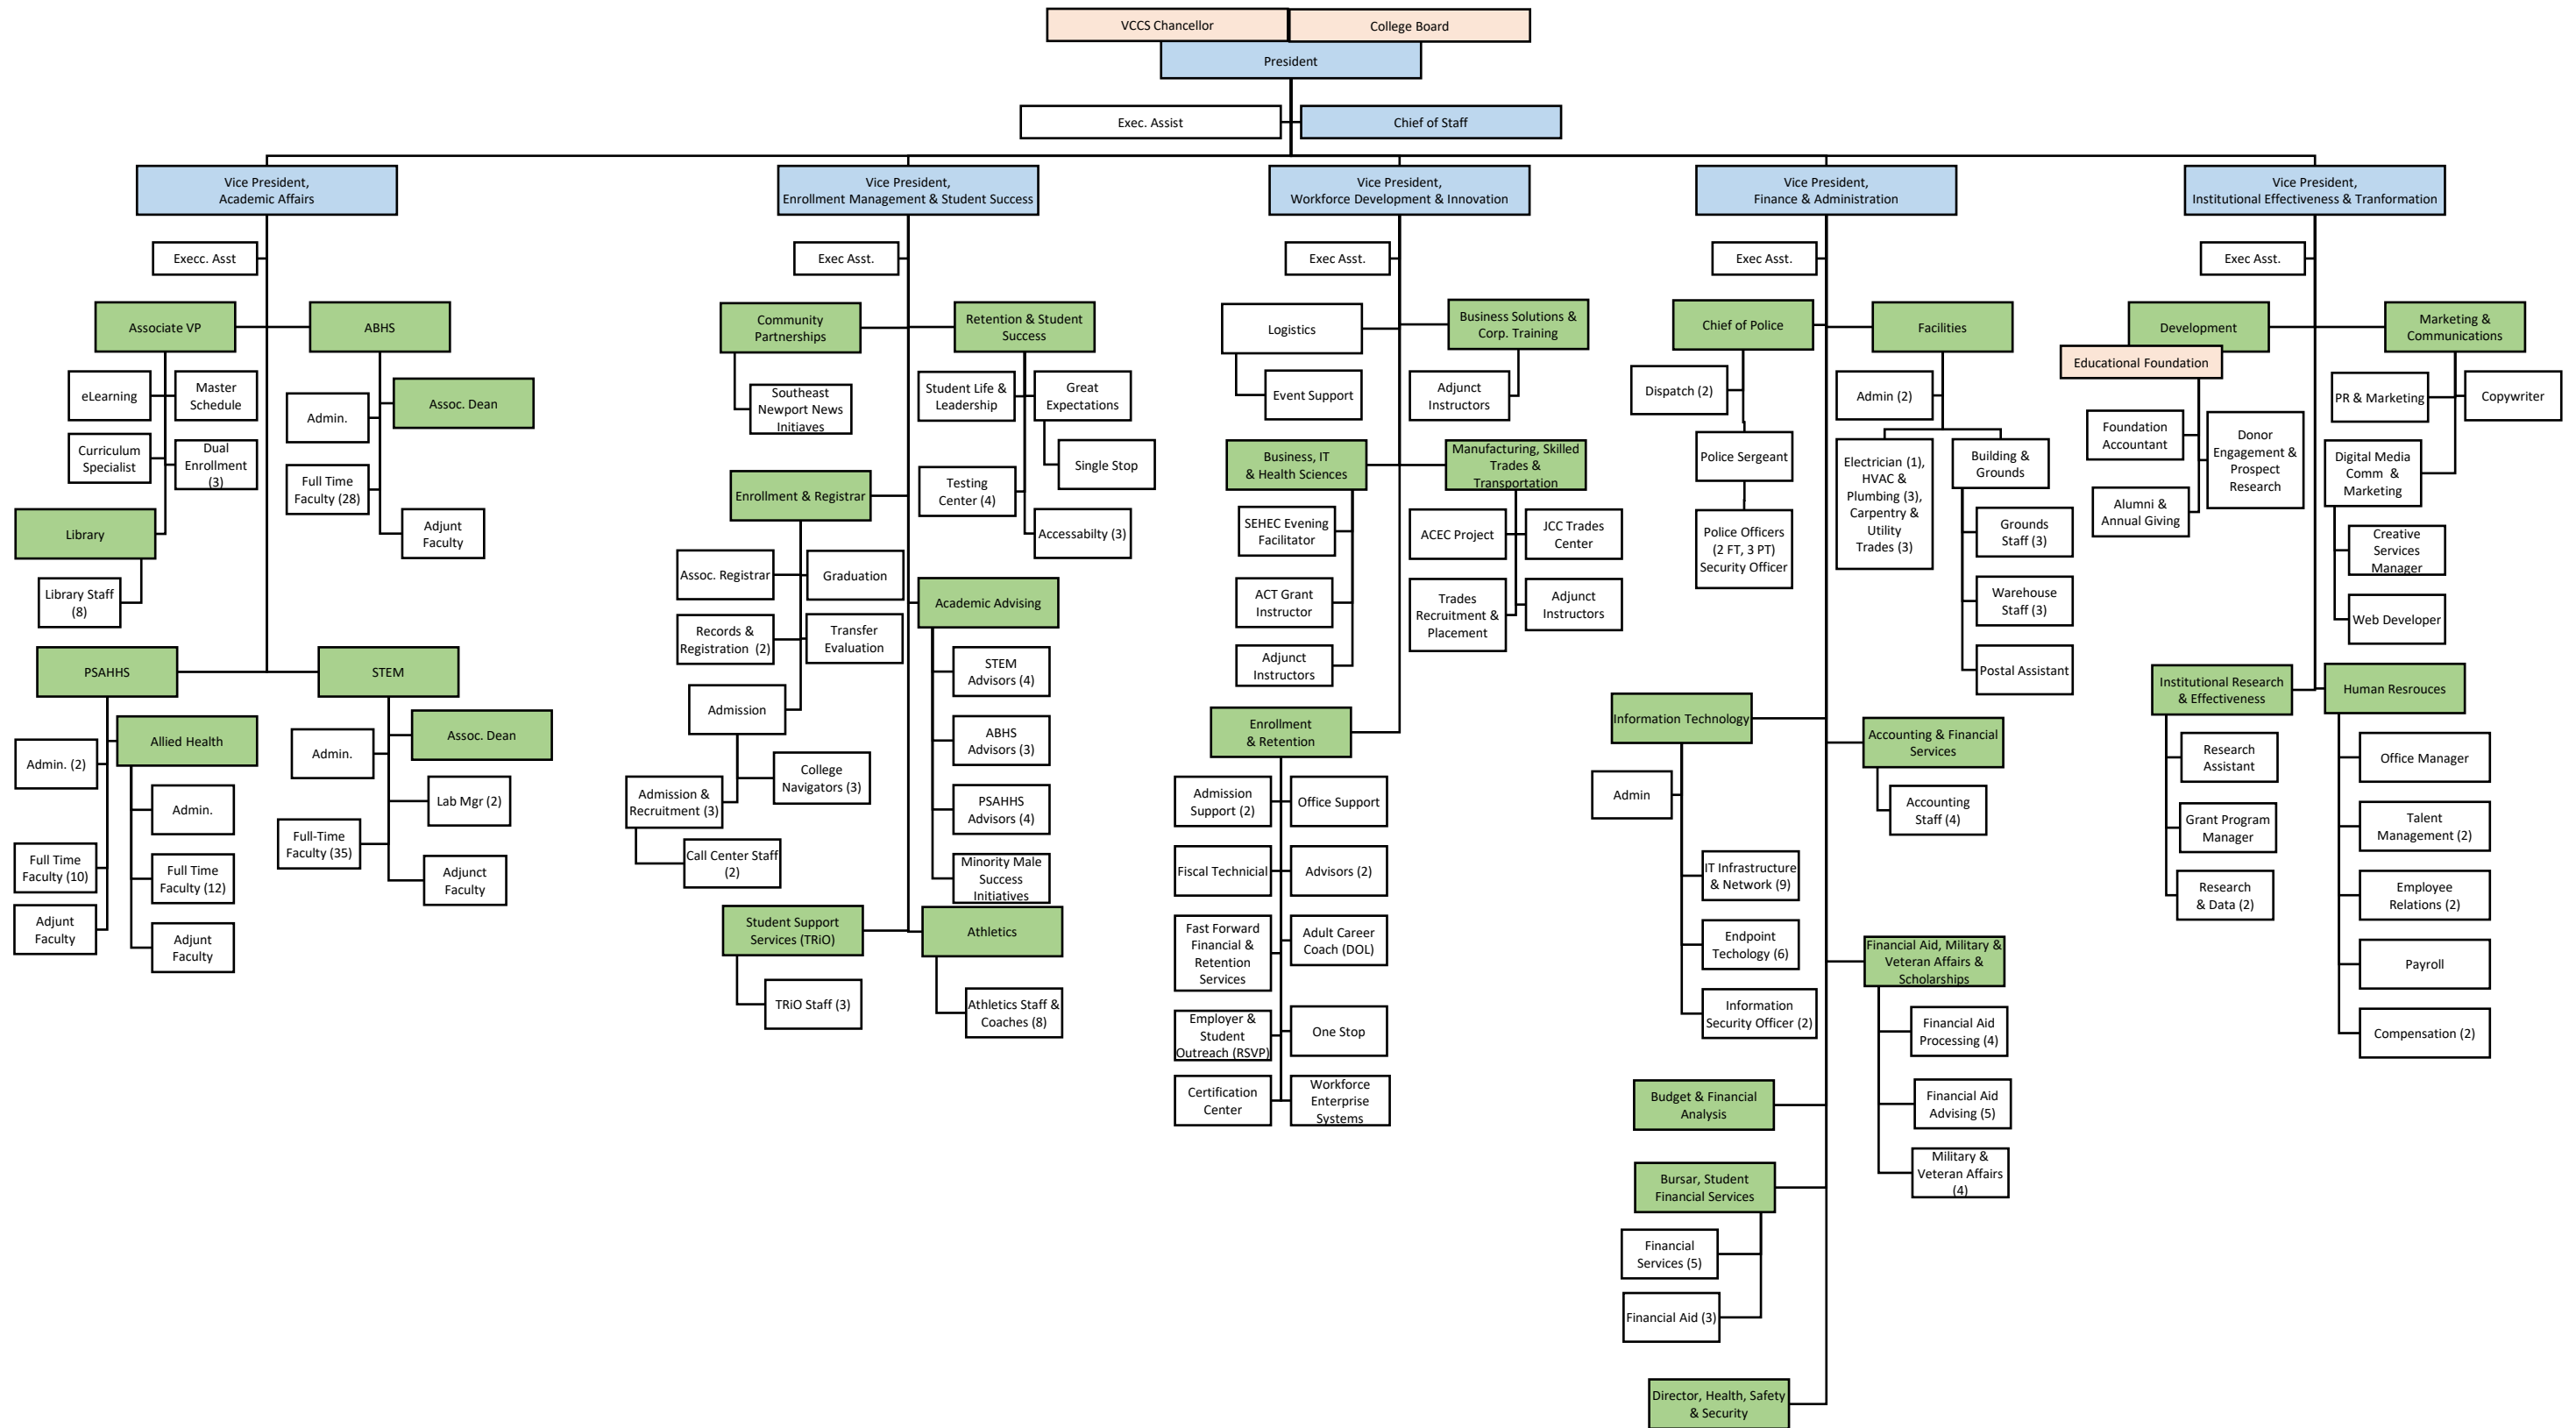 VCCS Chancellor
College Board
President
Exec. Assist
Chief of Staff
Vice President,
Academic Affairs
Execc. Asst
Associate VP
ABHS
eLearning
Master
Schedule
Curriculum
Specialist
Dual
Enrollment
(3)
Library
Library Staff
(8)
Admin.
Assoc. Dean
Full Time
Faculty (28)
Adjunt
Faculty
PSAHHS
STEM
Admin. (2)
Allied Health
Admin.
Full Time
Faculty (10)
Full Time
Faculty (12)
Adjunt
Faculty
Adjunt
Faculty
Admin.
Assoc. Dean
Lab Mgr (2)
Full-Time
Faculty (35)
Adjunct
Faculty
Vice President,
Enrollment Management & Student Success
Exec Asst.
Community
Partnerships
Southeast
Newport News
Initiaves
Retention & Student
Success
Student Life &
Leadership
Great
Expectations
Single Stop
Testing
Center (4)
Accessabilty (3)
Enrollment & Registrar
Assoc. Registrar
Graduation
Records &
Registration  (2)
Transfer
Evaluation
Admission
College
Navigators (3)
Admission &
Recruitment (3)
Call Center Staff
(2)
Academic Advising
STEM
Advisors (4)
ABHS
Advisors (3)
PSAHHS
Advisors (4)
Minority Male
Success
Initiatives
Student Support
Services (TRiO)
TRiO Staff (3)
Athletics
Athletics Staff &
Coaches (8)
Vice President,
Workforce Development & Innovation
Exec Asst.
Logistics
Event Support
Business Solutions &
Corp. Training
Adjunct
Instructors
Business, IT
& Health Sciences
SEHEC Evening
Facilitator
ACT Grant
Instructor
Adjunct
Instructors
Manufacturing, Skilled
Trades &
Transportation
ACEC Project
JCC Trades
Center
Trades
Recruitment &
Placement
Adjunct
Instructors
Enrollment
& Retention
Admission
Support (2)
Office Support
Fiscal Technicial
Advisors (2)
Fast Forward
Financial &
Retention
Services
Adult Career
Coach (DOL)
Employer &
Student
Outreach (RSVP)
One Stop
Certification
Center
Workforce
Enterprise
Systems
Vice President,
Finance & Administration
Exec Asst.
Chief of Police
Dispatch (2)
Police Sergeant
Police Officers
(2 FT, 3 PT)
Security Officer
Facilities
Admin (2)
Electrician (1),
HVAC &
Plumbing (3),
Carpentry &
Utility
Trades (3)
Building &
Grounds
Grounds
Staff (3)
Warehouse
Staff (3)
Postal Assistant
Information Technology
Admin
IT Infrastructure
& Network (9)
Endpoint
Techology (6)
Information
Security Officer (2)
Accounting & Financial
Services
Accounting
Staff (4)
Financial Aid, Military &
Veteran Affairs &
Scholarships
Financial Aid
Processing (4)
Financial Aid
Advising (5)
Military &
Veteran Affairs
(4)
Budget & Financial
Analysis
Bursar, Student
Financial Services
Financial
Services (5)
Financial Aid (3)
Director, Health, Safety
& Security
Vice President,
Institutional Effectiveness & Tranformation
Exec Asst.
Development
Educational Foundation
Foundation
Accountant
Donor
Engagement &
Prospect
Research
Alumni &
Annual Giving
Marketing &
Communications
PR & Marketing
Copywriter
Digital Media
Comm  &
Marketing
Creative
Services
Manager
Web Developer
Institutional Research
& Effectiveness
Research
Assistant
Grant Program
Manager
Research
& Data (2)
Human Resrouces
Office Manager
Talent
Management (2)
Employee
Relations (2)
Payroll
Compensation (2)